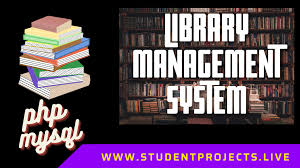 LIBRARY
MANAGEMENT
SYSTEM
php
mysql
WWW.STUDENTPROJECTS.LIVE